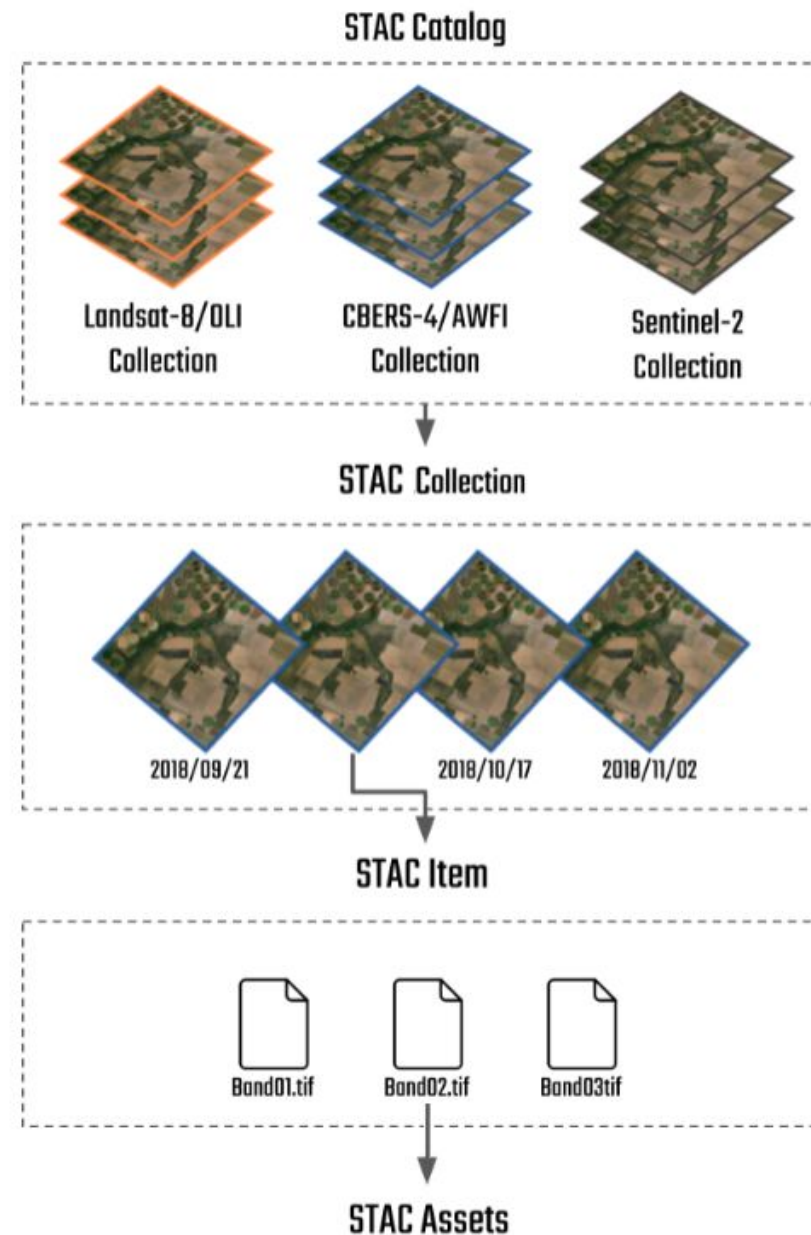 STAC Catalog
Landsat-8/OLI
Collection
CBERS-4/AWFI
Collection
Sentinel-2
Collection
STAC Collection
2018/09/21
2018/10/17
2018/11/02
STAC Item
Band01.tif
Band02.tif
Band03tif
STAC Assets